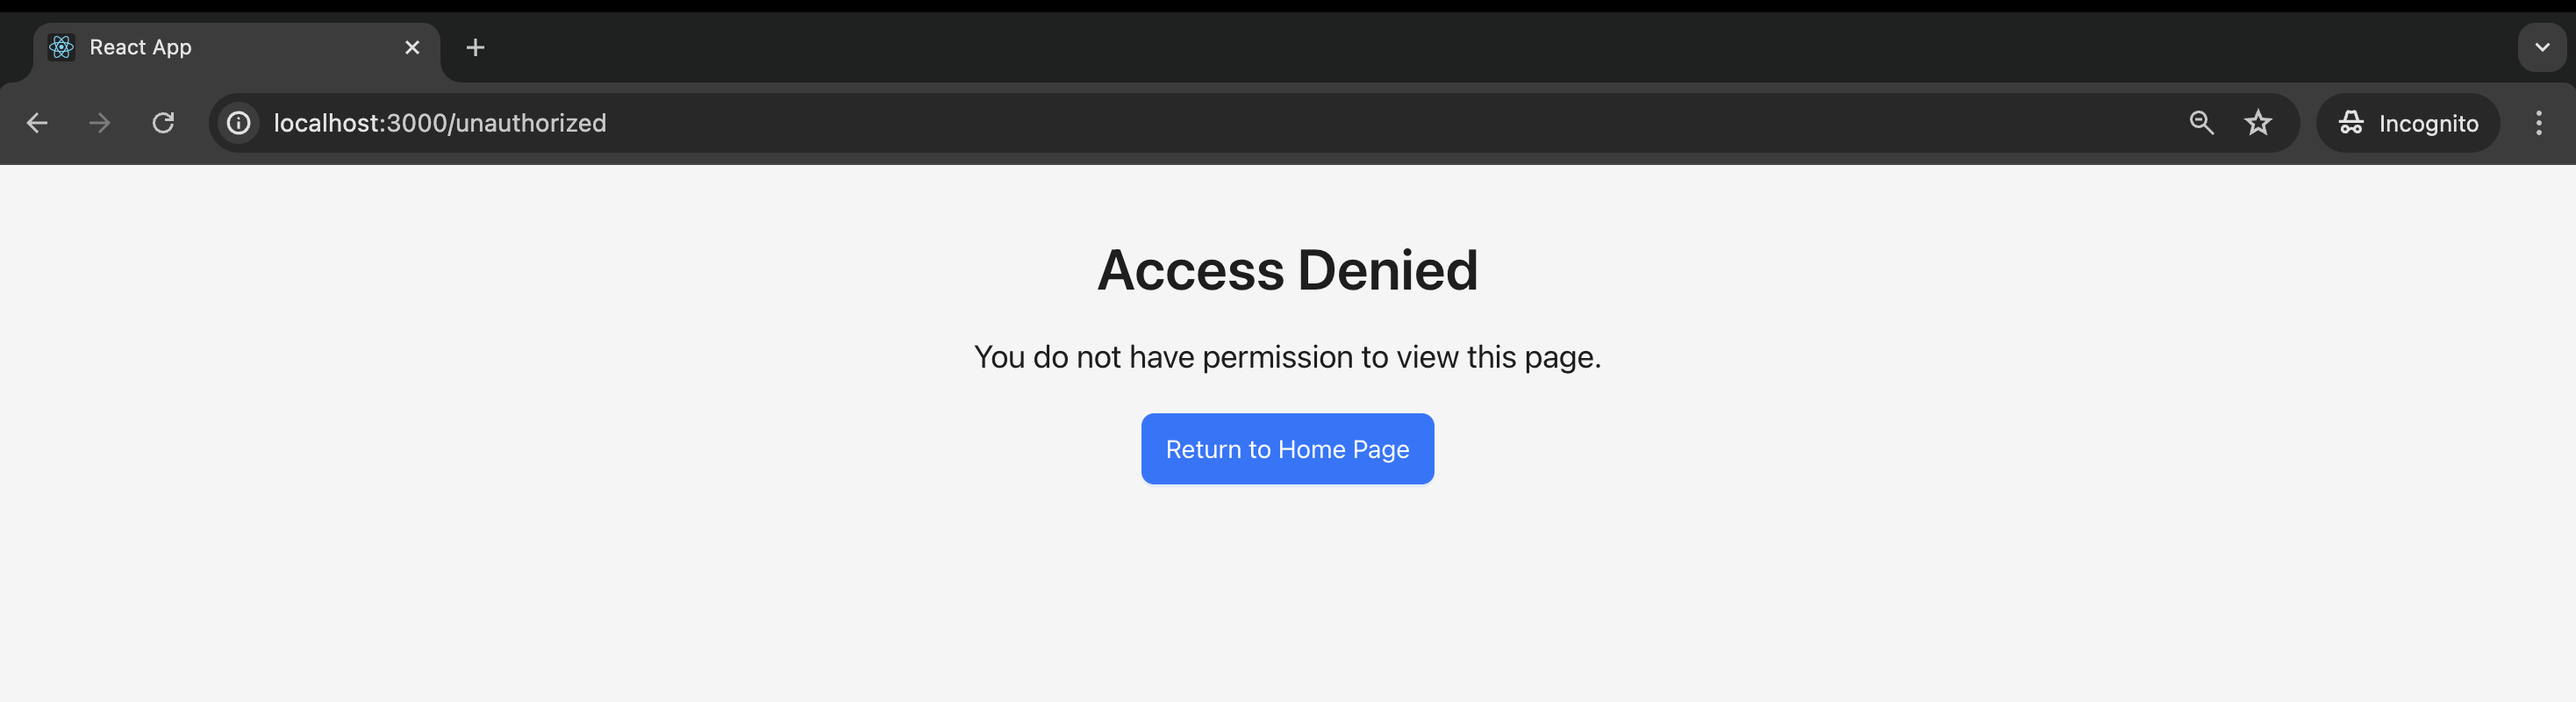 React App
localhost:3000/unauthorized
Incognito
Access Denied
You do not have permission to view this page.
Return to Home Page